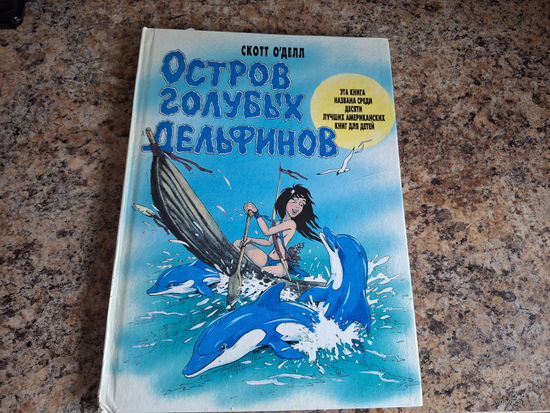 СКОТТ О'ДЕЛЛ
ОСТРОВ
ГОЛУБЫХ
ДЕЛЬФИНОВ
ЭТА КНИГА
НАЗВАНА СРЕДИ
ДЕСЯТИ
ЛУЧШИХ АМЕРИКАНСКИХ
КНИГ ДЛЯ ДЕТЕЙ